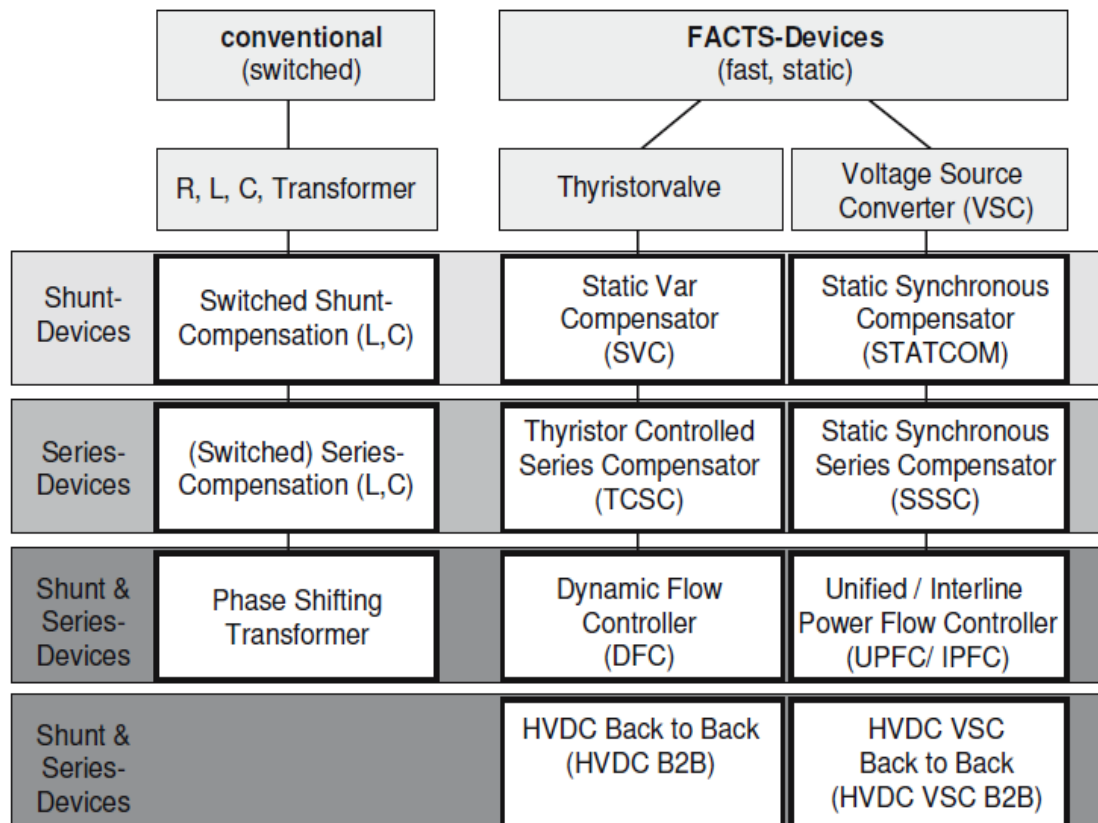 conventional
(switched)
FACTS-Devices
(fast, static)
R, L, C, Transformer
Thyristorvalve
Voltage Source
Converter (VSC)
Shunt-
Devices
Switched Shunt-
Compensation (L,C)
Static Var
Compensator
(SVC)
Static Synchronous
Compensator
(STATCOM)
Series-
Devices
(Switched) Series-
Compensation (L,C)
Thyristor Controlled
Series Compensator
(TCSC)
Static Synchronous
Series Compensator
(SSSC)
Shunt &
Series-
Devices
Phase Shifting
Transformer
Dynamic Flow
Controller
(DFC)
Unified / Interline
Power Flow Controller
(UPFC/ IPFC)
Shunt &
Series-
Devices
HVDC Back to Back
(HVDC B2B)
HVDC VSC
Back to Back
(HVDC VSC B2B)